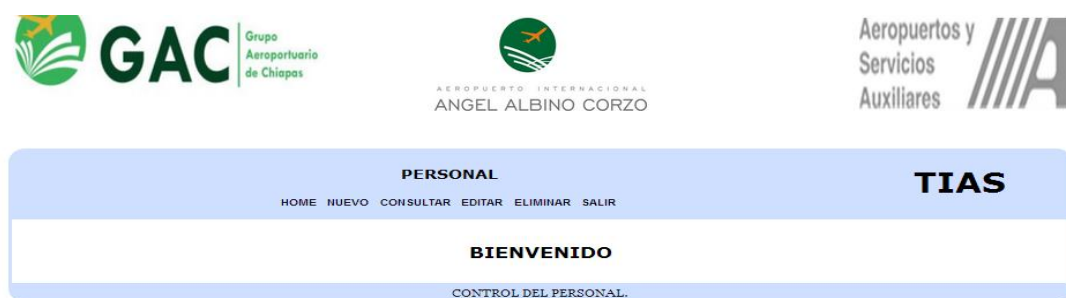 GAC
Grupo
Aeroportuario
de Chiapas
AEROPUERTO INTERNACIONAL
ANGEL ALBINO CORZO
Aeropuertos y
Servicios
Auxiliares
PERSONAL
TIAS
HOME NUEVO CONSULTAR EDITAR ELIMINAR SALIR
BIENVENIDO
CONTROL DEL PERSONAL.